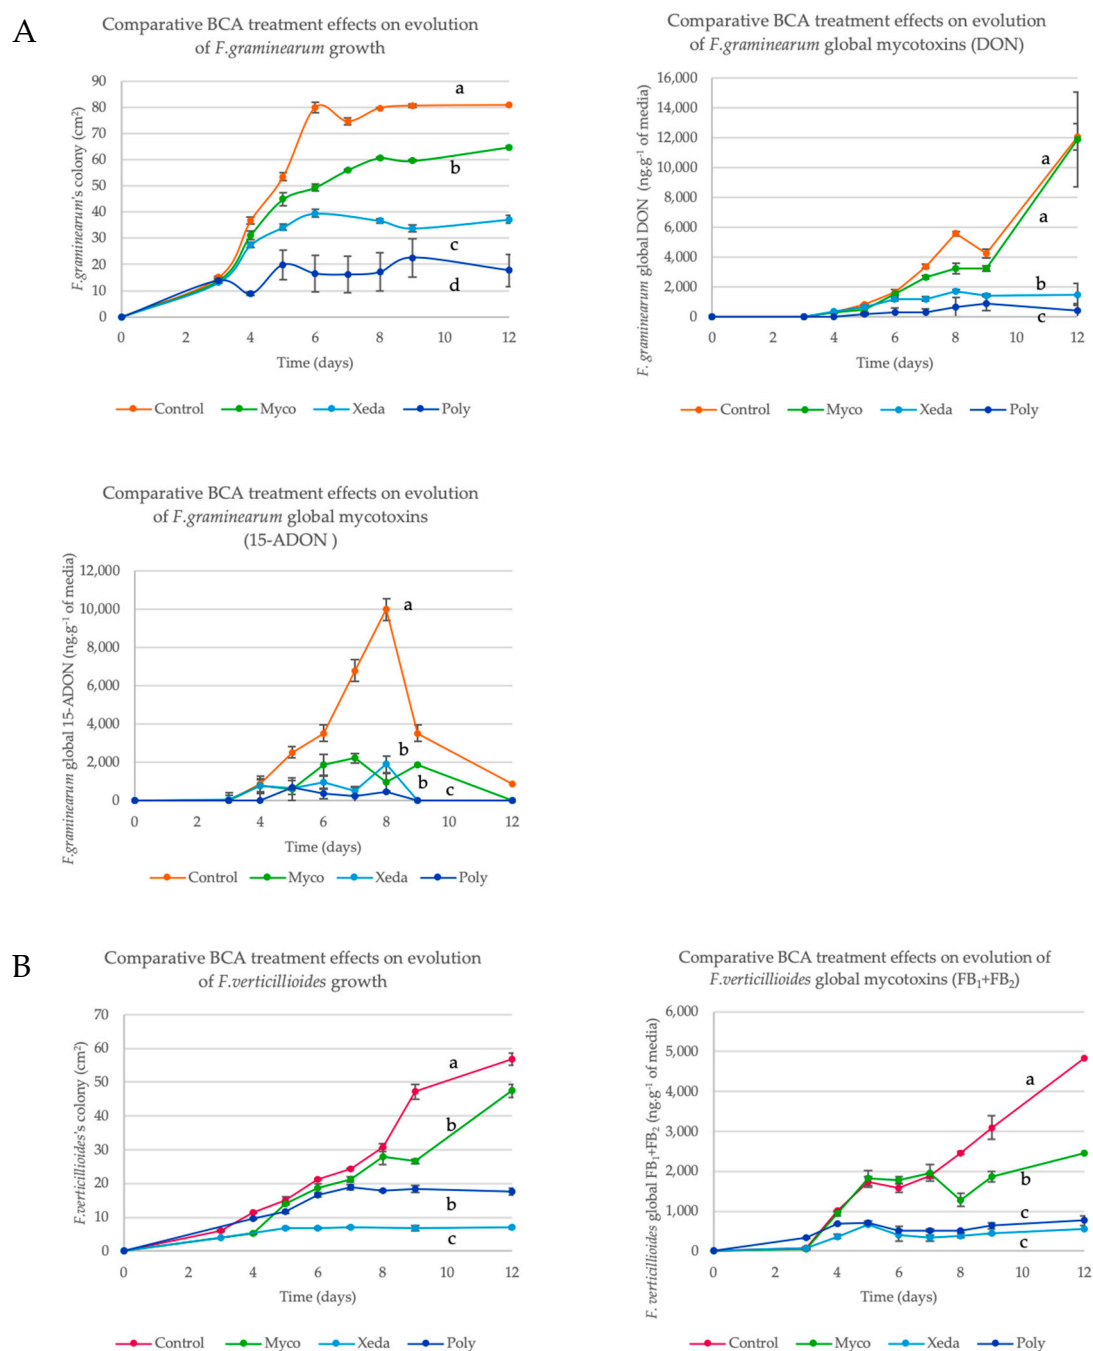 A
Comparative BCA treatment effects on evolution
of F.graminearum growth
F.graminearum's colony (cm²)
90
80
70
60
50
40
30
20
10
0
a
b
c
d
0 2 4 6 8 10 12
Time (days)
Control Myco Xeda Poly
Comparative BCA treatment effects on evolution
of F.graminearum global mycotoxins (DON)
F. graminearum global DON (ng.g⁻¹ of media)
16,000
14,000
12,000
10,000
8,000
6,000
4,000
2,000
0
a
a
b
c
0 2 4 6 8 10 12
Time (days)
Control Myco Xeda Poly
Comparative BCA treatment effects on evolution
of F.graminearum global mycotoxins
(15-ADON )
F.graminearum global 15-ADON (ng.g⁻¹ of media)
12,000
10,000
8,000
6,000
4,000
2,000
0
a
b
b
c
0 2 4 6 8 10 12
Time (days)
Control Myco Xeda Poly
B
Comparative BCA treatment effects on evolution
of F.verticillioides growth
F.verticillioides's colony (cm²)
70
60
50
40
30
20
10
0
a
b
b
c
0 2 4 6 8 10 12
Time (days)
Control Myco Xeda Poly
Comparative BCA treatment effects on evolution of
F.verticillioides global mycotoxins (FB₁+FB₂)
F. verticillioides global FB₁+FB₂ (ng.g⁻¹ of media)
6,000
5,000
4,000
3,000
2,000
1,000
0
a
b
c
c
0 2 4 6 8 10 12
Time (days)
Control Myco Xeda Poly